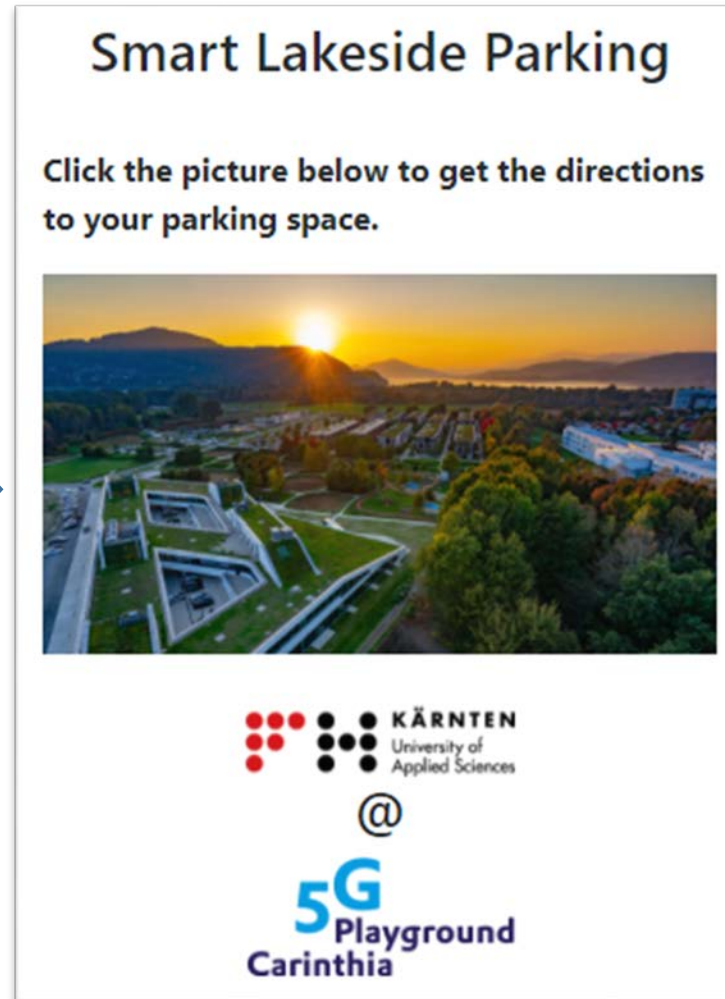 Smart Lakeside Parking
Click the picture below to get the directions
to your parking space.
FH
KÄRNTEN
University of
Applied Sciences
@
5G
Playground
Carinthia